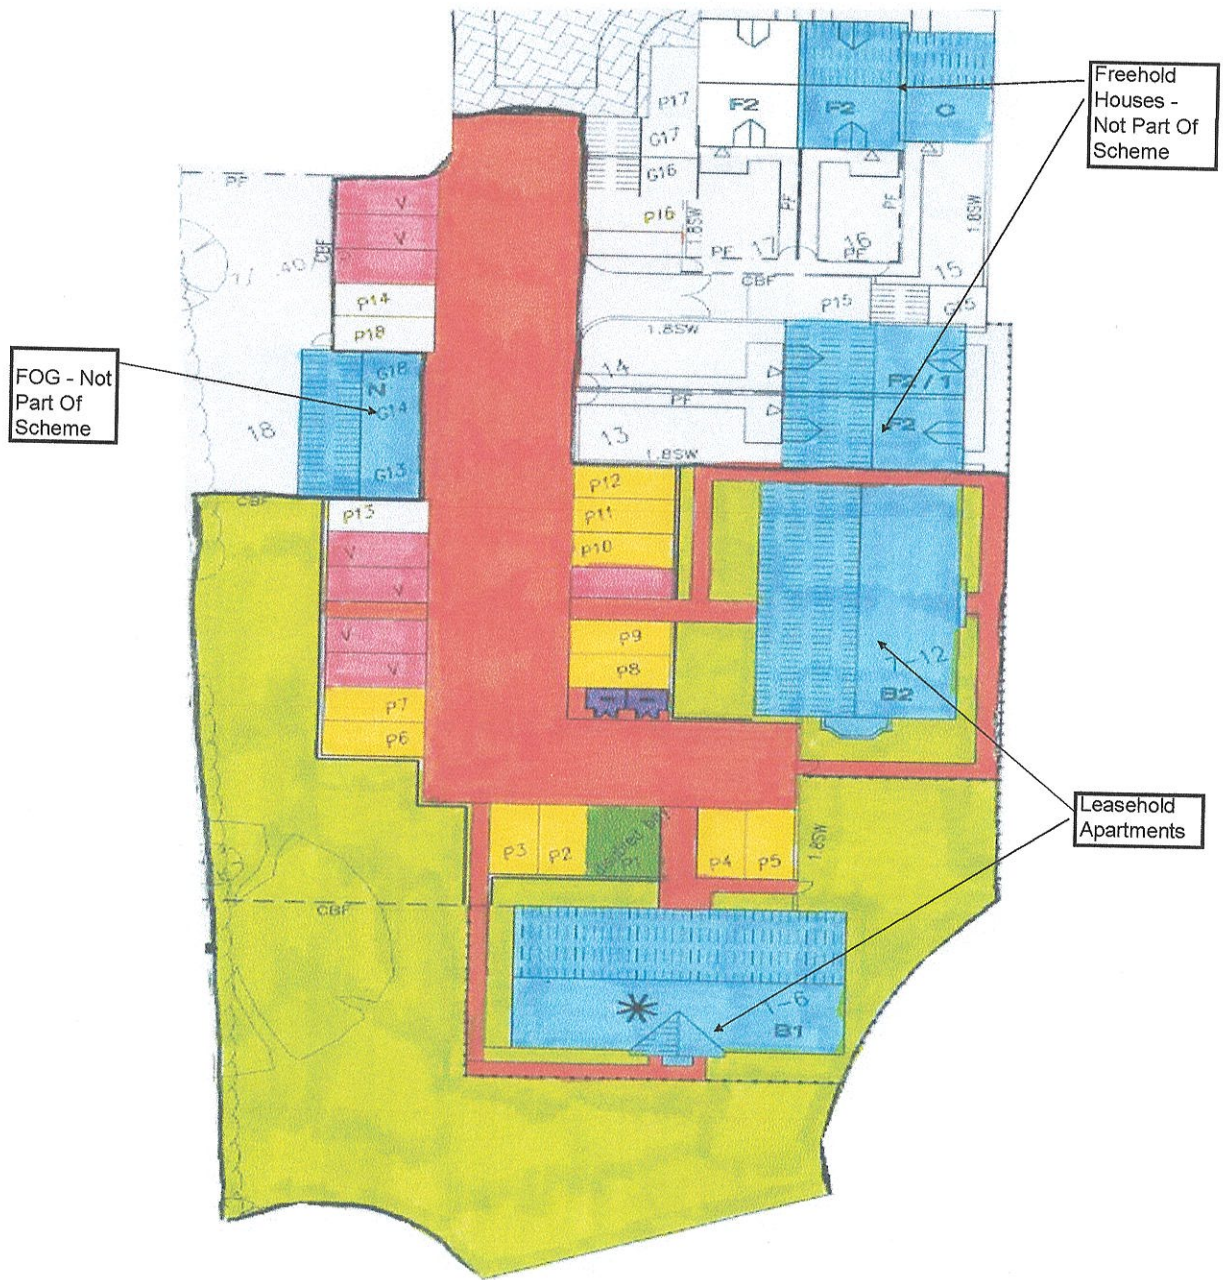 Freehold
Houses -
Not Part Of
Scheme
F2
F2
C
P17
G17
G16
P16
1.8SW
PF
17
PF
16
PF
PF
15
1.8SW
CBF
P15
G15
PF
CBF
V
V
P14
P18
1.8SW
14
PF
13
1.8SW
F2/1
F2
FOG - Not
Part Of
Scheme
G18
N
G14
G13
18
CBF
P13
V
V
V
V
P7
P6
P12
P11
P10
P9
P8
7-12
B2
Leasehold
Apartments
P3
P2
P1
P4
P5
1.8SW
CBF
1-6
B1